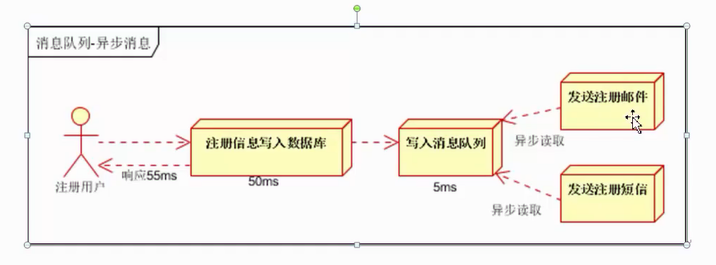 消息队列-异步消息
发送注册邮件
注册信息写入数据库
写入消息队列
异步读取
响应55ms
注册用户
50ms
5ms
发送注册短信
异步读取